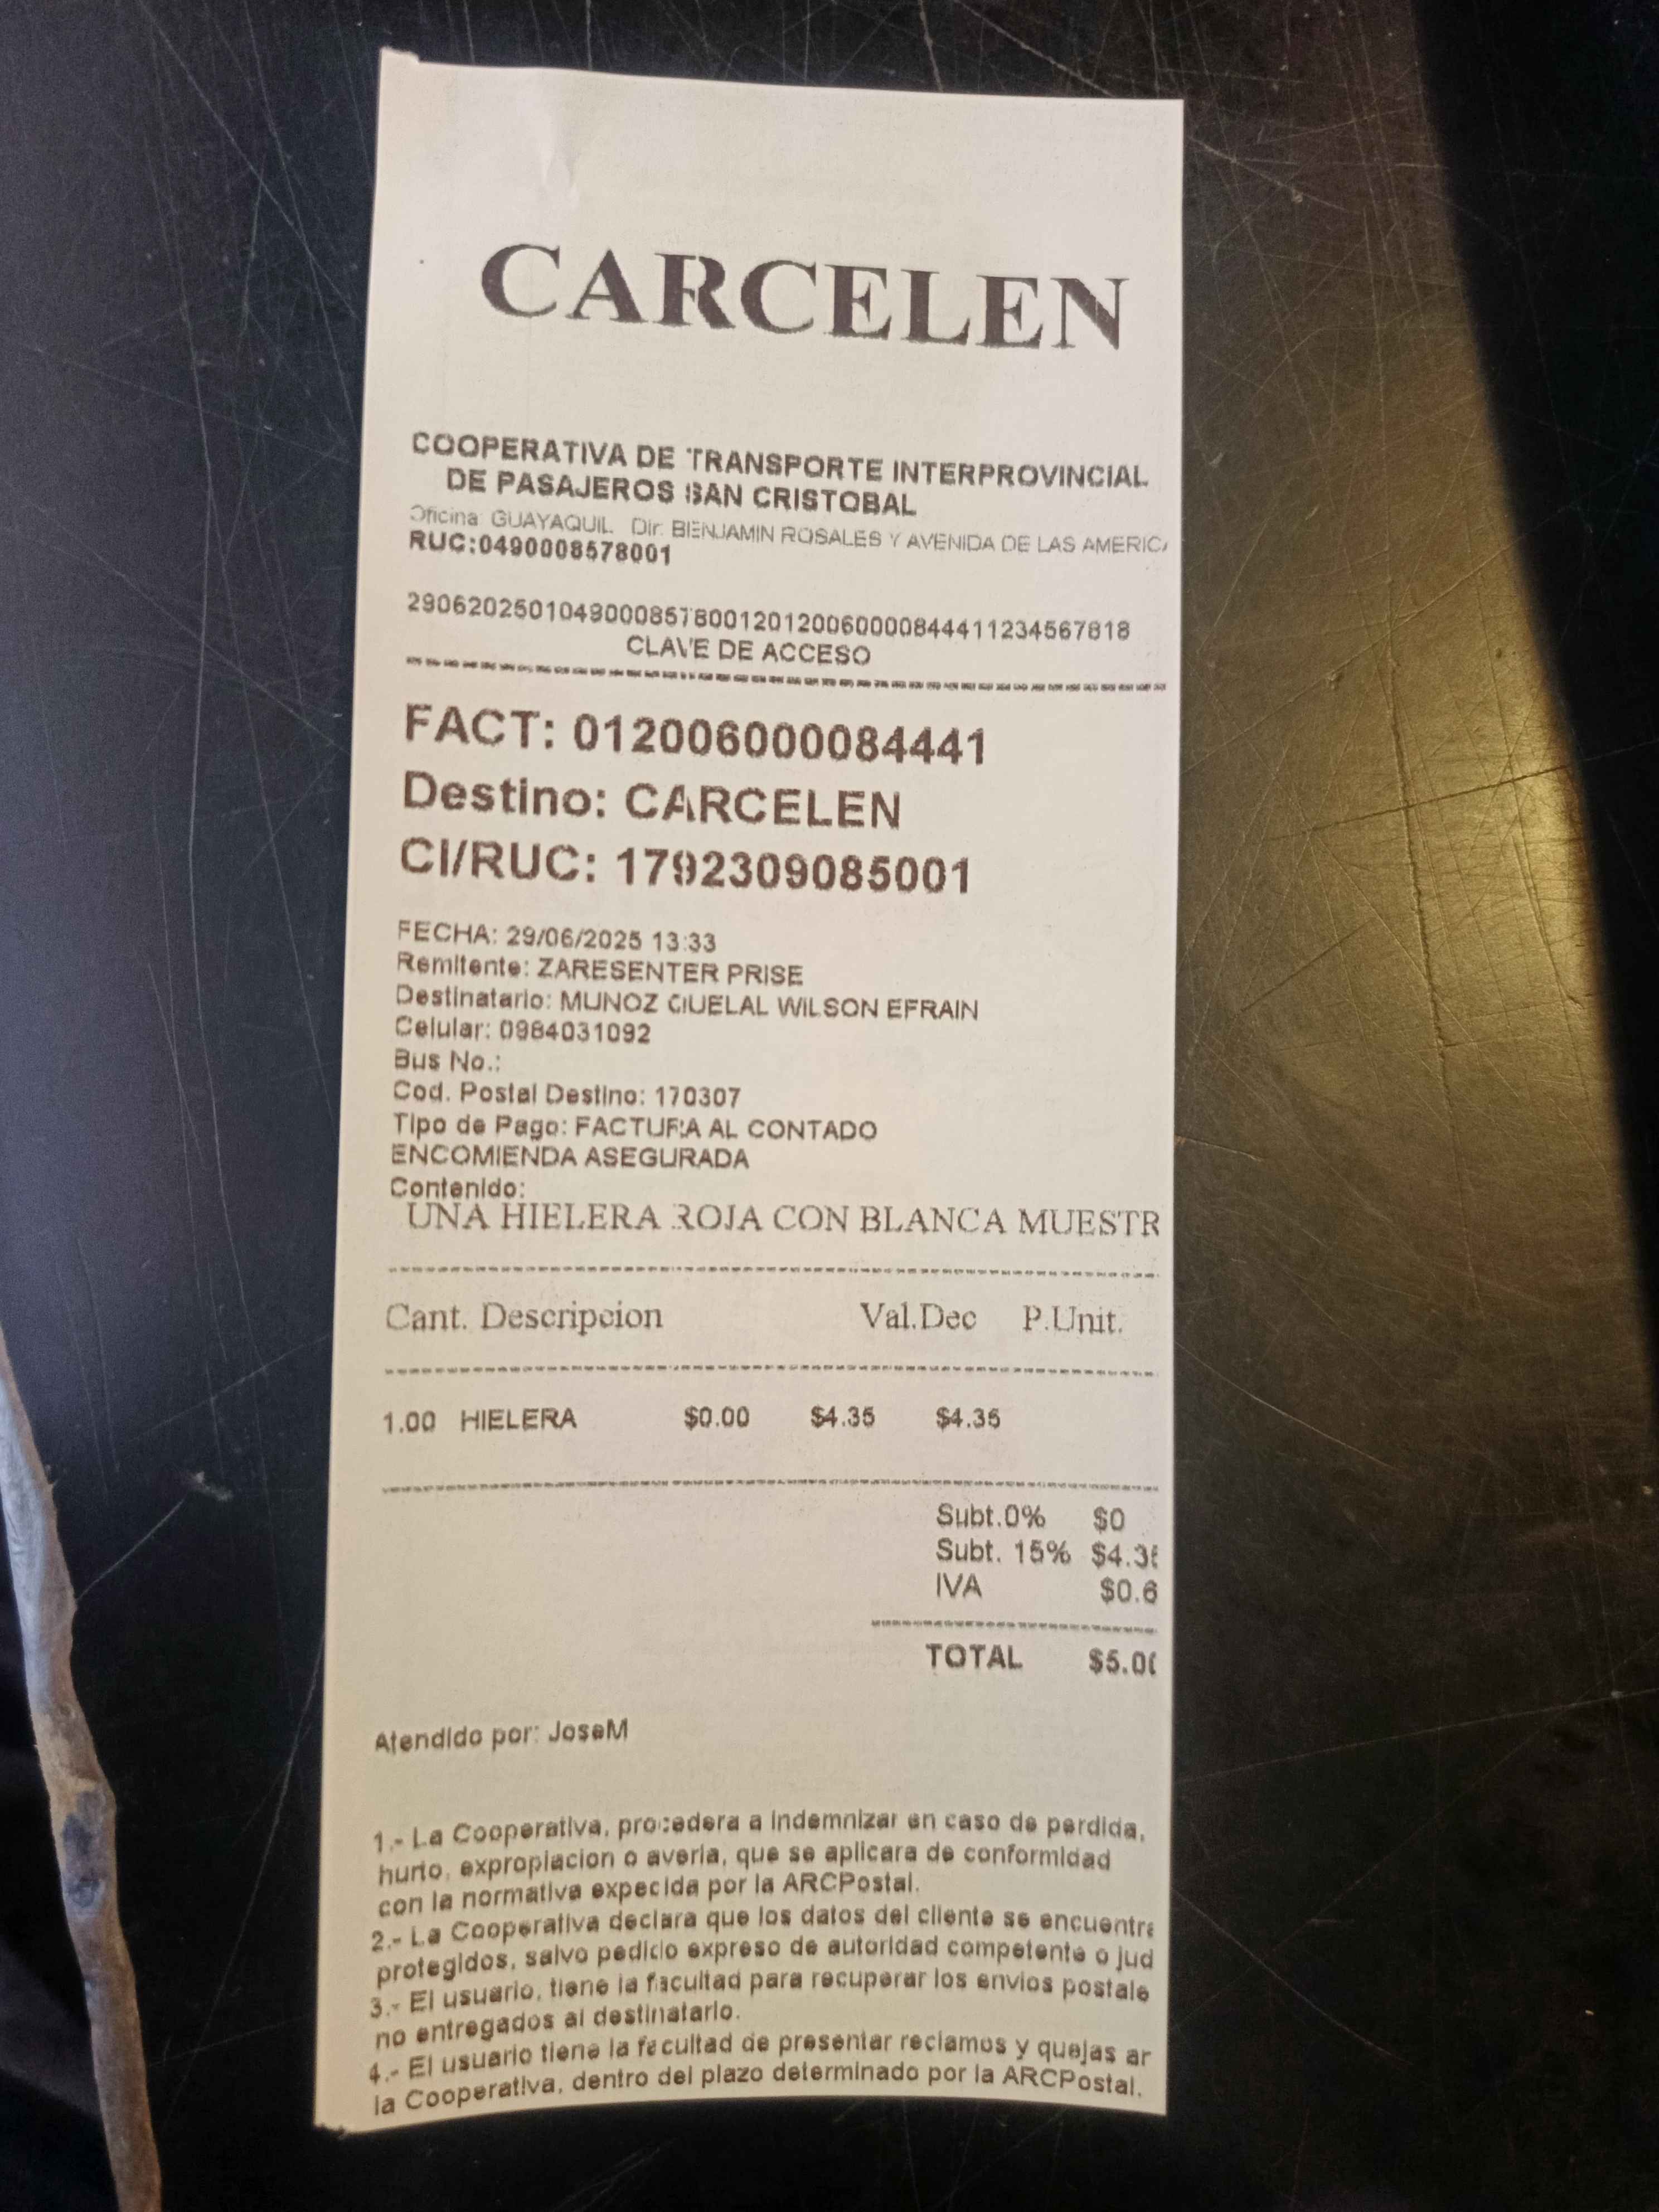 CARCELEN
COOPERATIVA DE TRANSPORTE INTERPROVINCIAL
DE PASAJEROS SAN CRISTOBAL
Oficina: GUAYAQUIL Dir: BENJAMIN ROSALES Y AVENIDA DE LAS AMERICA
RUC:0490008578001
2906202501049000857800120120060000844411234567818
CLAVE DE ACCESO
FACT: 012006000084441
Destino: CARCELEN
CI/RUC: 1792309085001
FECHA: 29/06/2025 13:33
Remitente: ZARESENTER PRISE
Destinatario: MUNOZ CIUELAL WILSON EFRAIN
Celular: 0984031092
Bus No.:
Cod. Postal Destino: 170307
Tipo de Pago: FACTURA AL CONTADO
ENCOMIENDA ASEGURADA
Contenido:
UNA HIELERA ROJA CON BLANCA MUESTR
Cant. Descripcion Val.Dec P.Unit.
1.00 HIELERA $0.00 $4.35 $4.35
Subt.0% $0
Subt. 15% $4.35
IVA $0.6
TOTAL $5.00
Atendido por: JoseM
1.- La Cooperativa, procedera a indemnizar en caso de perdida,
hurto, expropiacion o averia, que se aplicara de conformidad
con la normativa expecida por la ARCPostal.
2.- La Cooperativa declara que los datos del cliente se encuentra
protegidos, salvo pedido expreso de autoridad competente o jud
3.- El usuario, tiene la facultad para recuperar los envios postale
no entregados al destinatario.
4.- El usuario tiene la facultad de presentar reclamos y quejas an
la Cooperativa, dentro del plazo determinado por la ARCPostal.